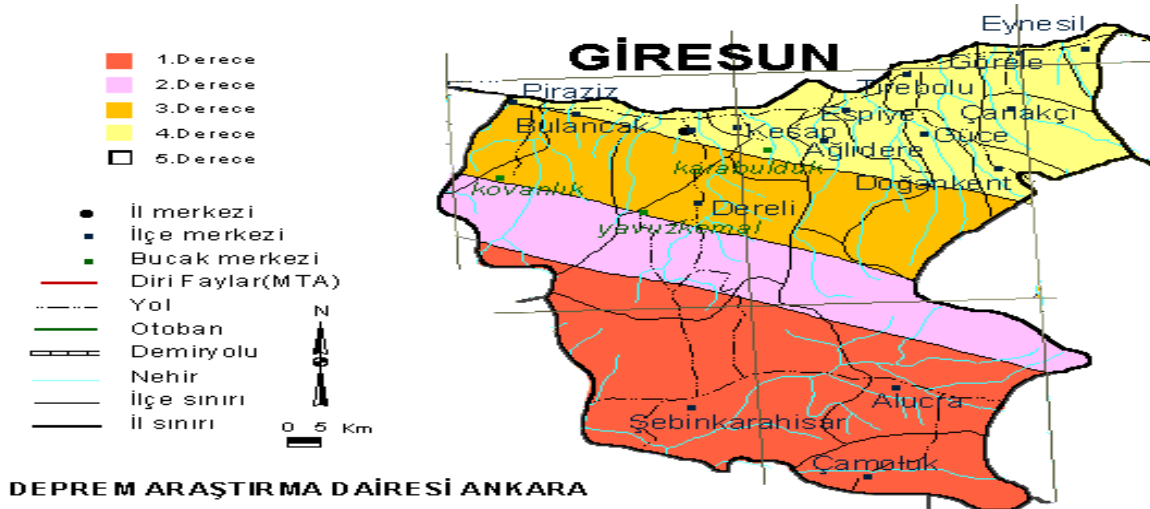 GİRESUN
1.Derece
2.Derece
3.Derece
4.Derece
5.Derece
İl merkezi
İlçe merkezi
Bucak merkezi
Diri Faylar(MTA)
Yol
Otoban
Demiryolu
Nehir
İlçe sınırı
İl sınırı
N
0 5 Km
Eynesil
Görele
Tirebolu
Piraziz
Çanakçı
Espiye
Bulancak
Keşap
Güce
Ağlıdere
karabulduk
Doğankent
kovanlık
Dereli
yavuzkemal
Alucra
Şebinkarahisar
Çamoluk
DEPREM ARAŞTIRMA DAİRESİ ANKARA